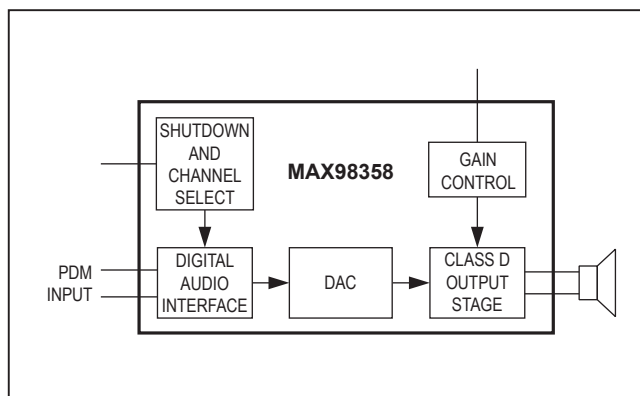 SHUTDOWN
AND
CHANNEL
SELECT
MAX98358
GAIN
CONTROL
PDM
INPUT
DIGITAL
AUDIO
INTERFACE
DAC
CLASS D
OUTPUT
STAGE